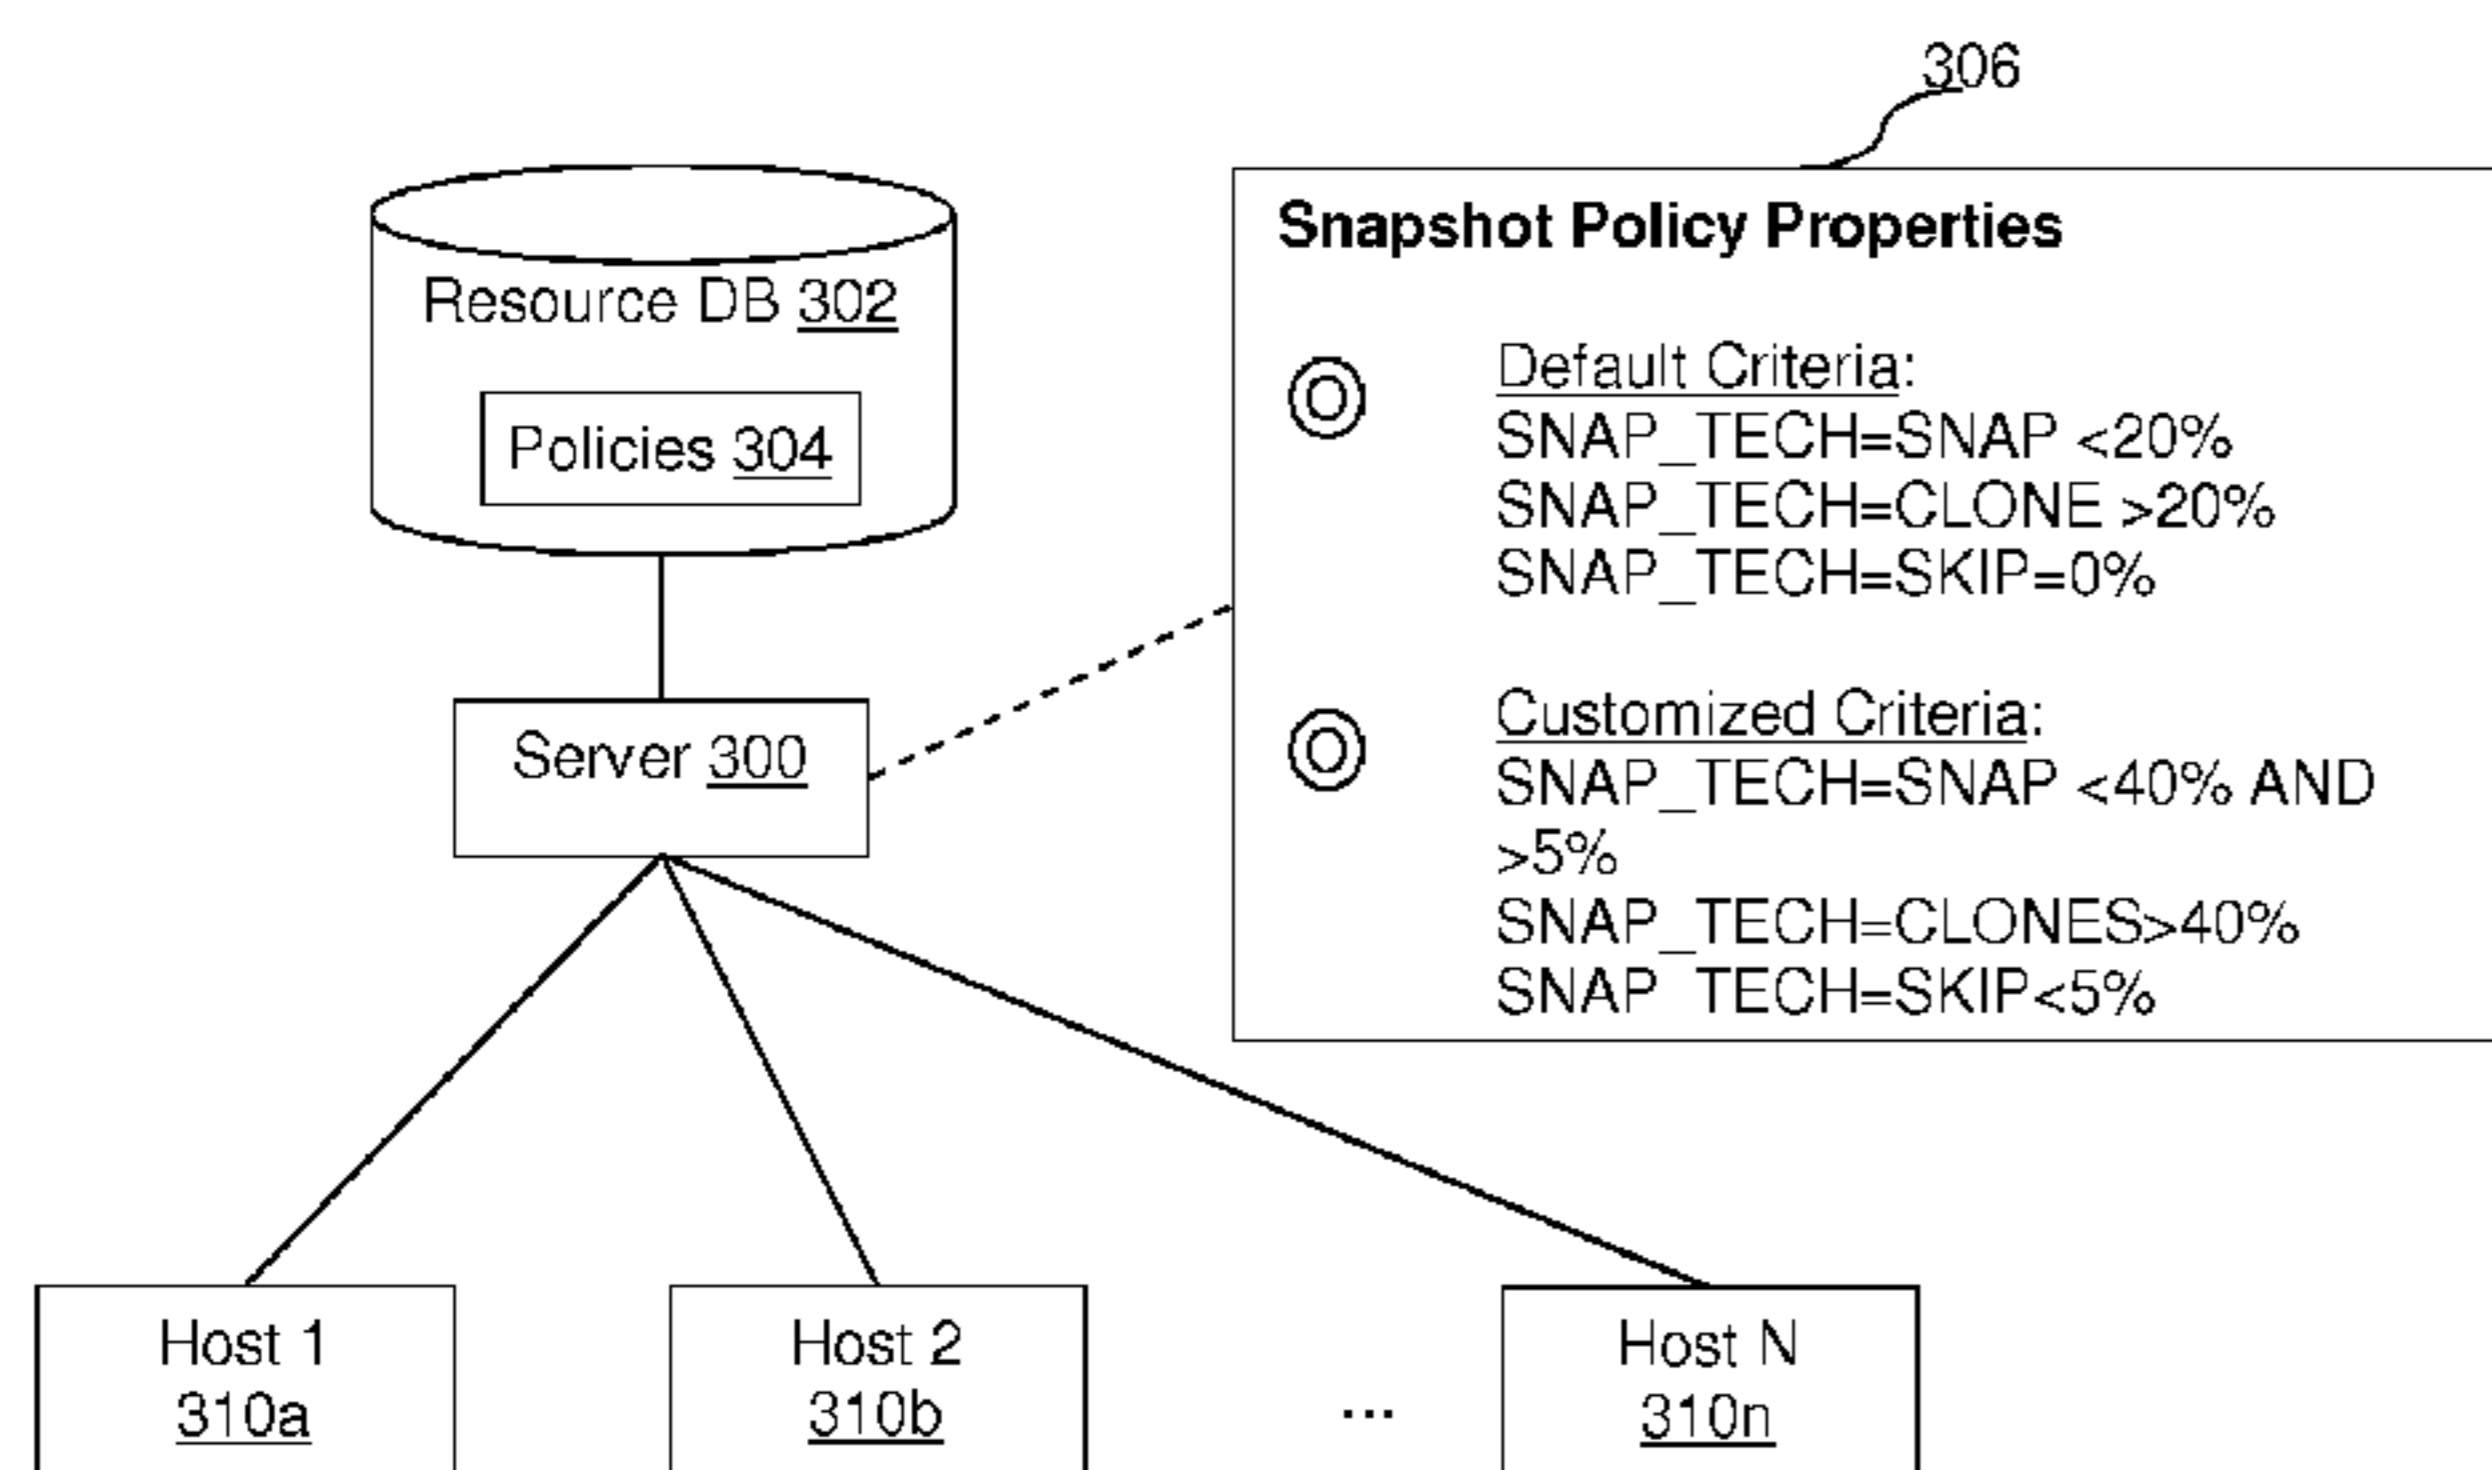 306
Resource DB 302
Policies 304
Server 300
Snapshot Policy Properties
Default Criteria:
SNAP_TECH=SNAP <20%
SNAP_TECH=CLONE >20%
SNAP_TECH=SKIP=0%
Customized Criteria:
SNAP_TECH=SNAP <40% AND
>5%
SNAP_TECH=CLONES>40%
SNAP_TECH=SKIP<5%
Host 1
310a
Host 2
310b
...
Host N
310n